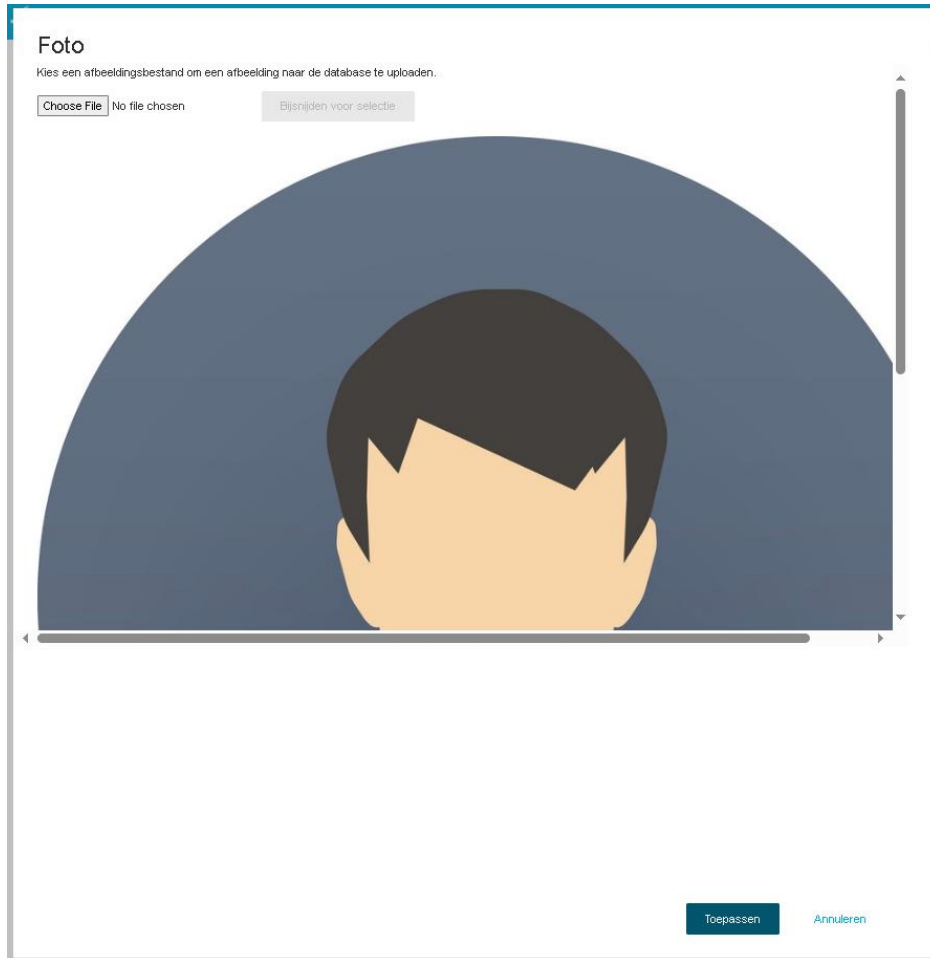 Foto
Kies een afbeeldingsbestand om een afbeelding naar de database te uploaden.
Choose File No file chosen Bijsnijden voor selectie
Toepassen Annuleren